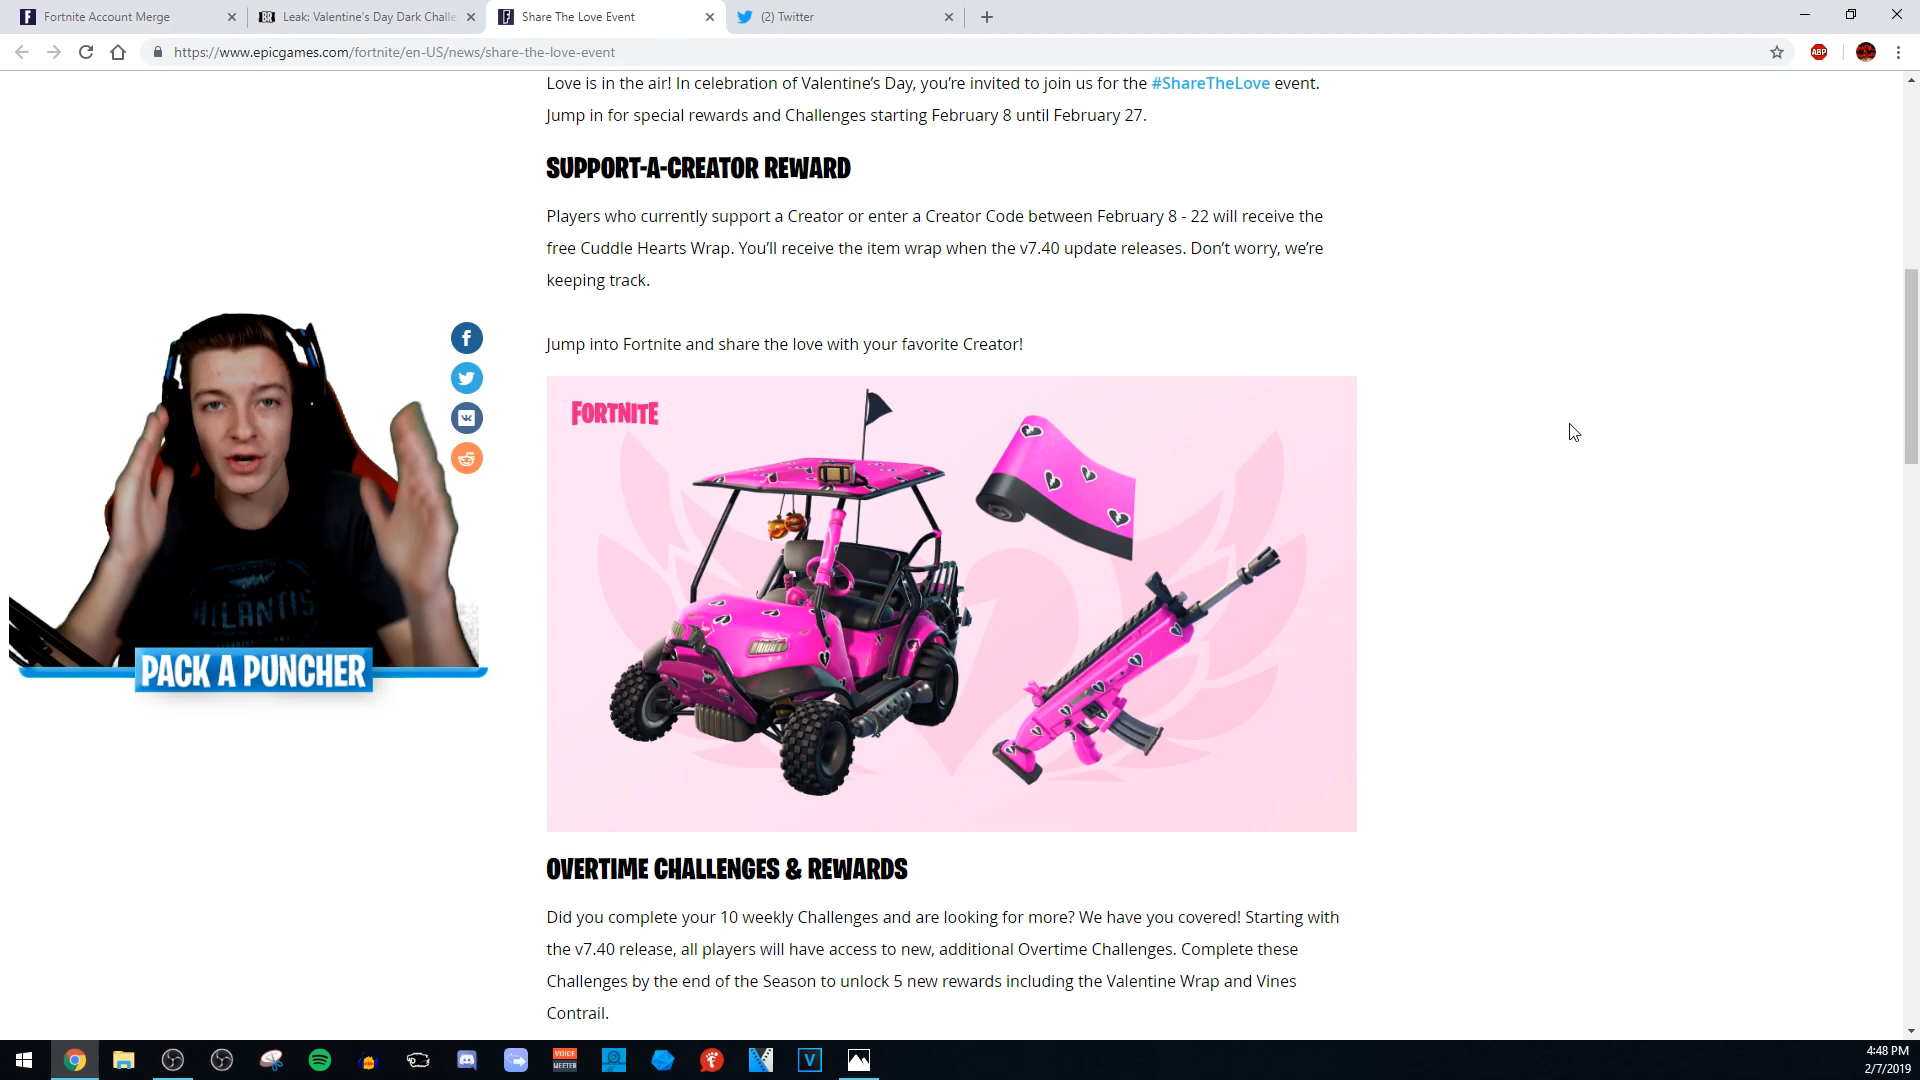 Fortnite Account Merge
Leak: Valentine's Day Dark Challe
Share The Love Event
(2) Twitter
https://www.epicgames.com/fortnite/en-US/news/share-the-love-event
ABP
Love is in the air! In celebration of Valentine's Day, you're invited to join us for the #ShareTheLove event.
Jump in for special rewards and Challenges starting February 8 until February 27.
SUPPORT-A-CREATOR REWARD
Players who currently support a Creator or enter a Creator Code between February 8 - 22 will receive the
free Cuddle Hearts Wrap. You'll receive the item wrap when the v7.40 update releases. Don't worry, we're
keeping track.
Jump into Fortnite and share the love with your favorite Creator!
FORTNITE
ATLANTIS
PACK A PUNCHER
OVERTIME CHALLENGES & REWARDS
Did you complete your 10 weekly Challenges and are looking for more? We have you covered! Starting with
the v7.40 release, all players will have access to new, additional Overtime Challenges. Complete these
Challenges by the end of the Season to unlock 5 new rewards including the Valentine Wrap and Vines
Contrail.
VOICE
MEETER
4:48 PM
2/7/2019